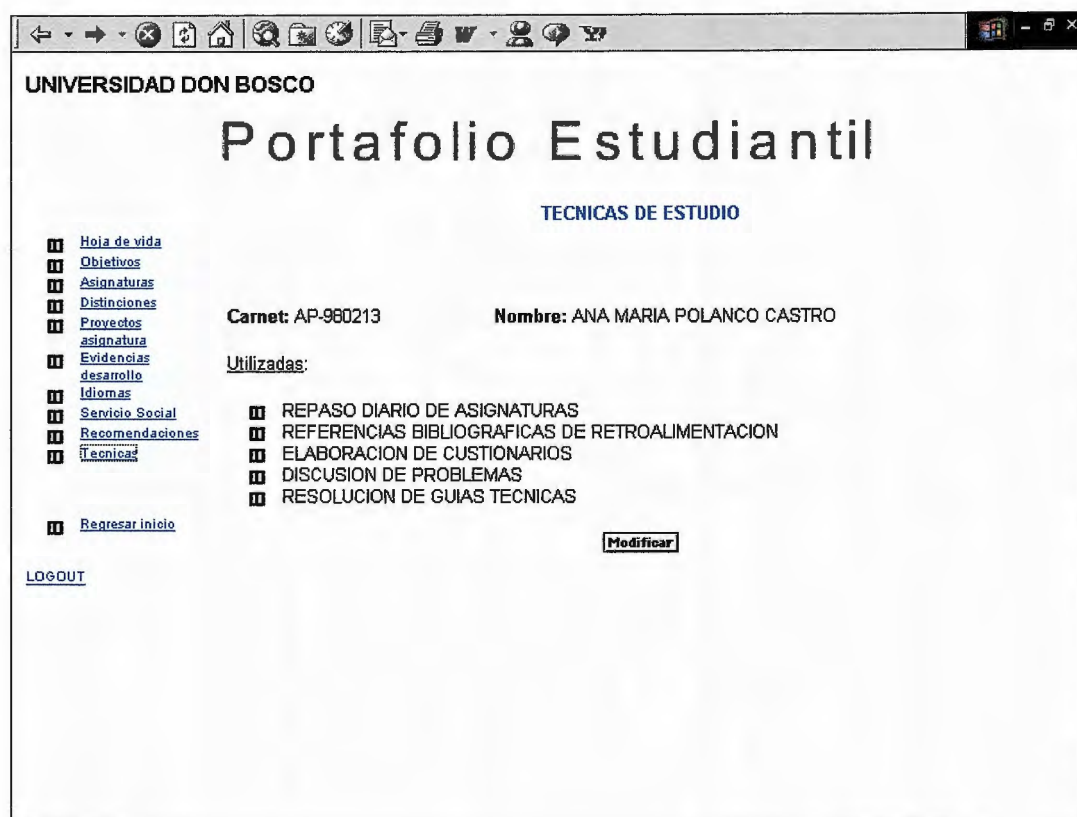 UNIVERSIDAD DON BOSCO
Portafolio Estudiantil
TECNICAS DE ESTUDIO
Hoja de vida
Objetivos
Asignaturas
Distinciones
Proyectos
asignatura
Evidencias
desarrollo
Idiomas
Servicio Social
Recomendaciones
Tecnicas
Regresar inicio
LOGOUT
Carnet: AP-980213 Nombre: ANA MARIA POLANCO CASTRO
Utilizadas:
REPASO DIARIO DE ASIGNATURAS
REFERENCIAS BIBLIOGRAFICAS DE RETROALIMENTACION
ELABORACION DE CUSTIONARIOS
DISCUSION DE PROBLEMAS
RESOLUCION DE GUIAS TECNICAS
Modificar